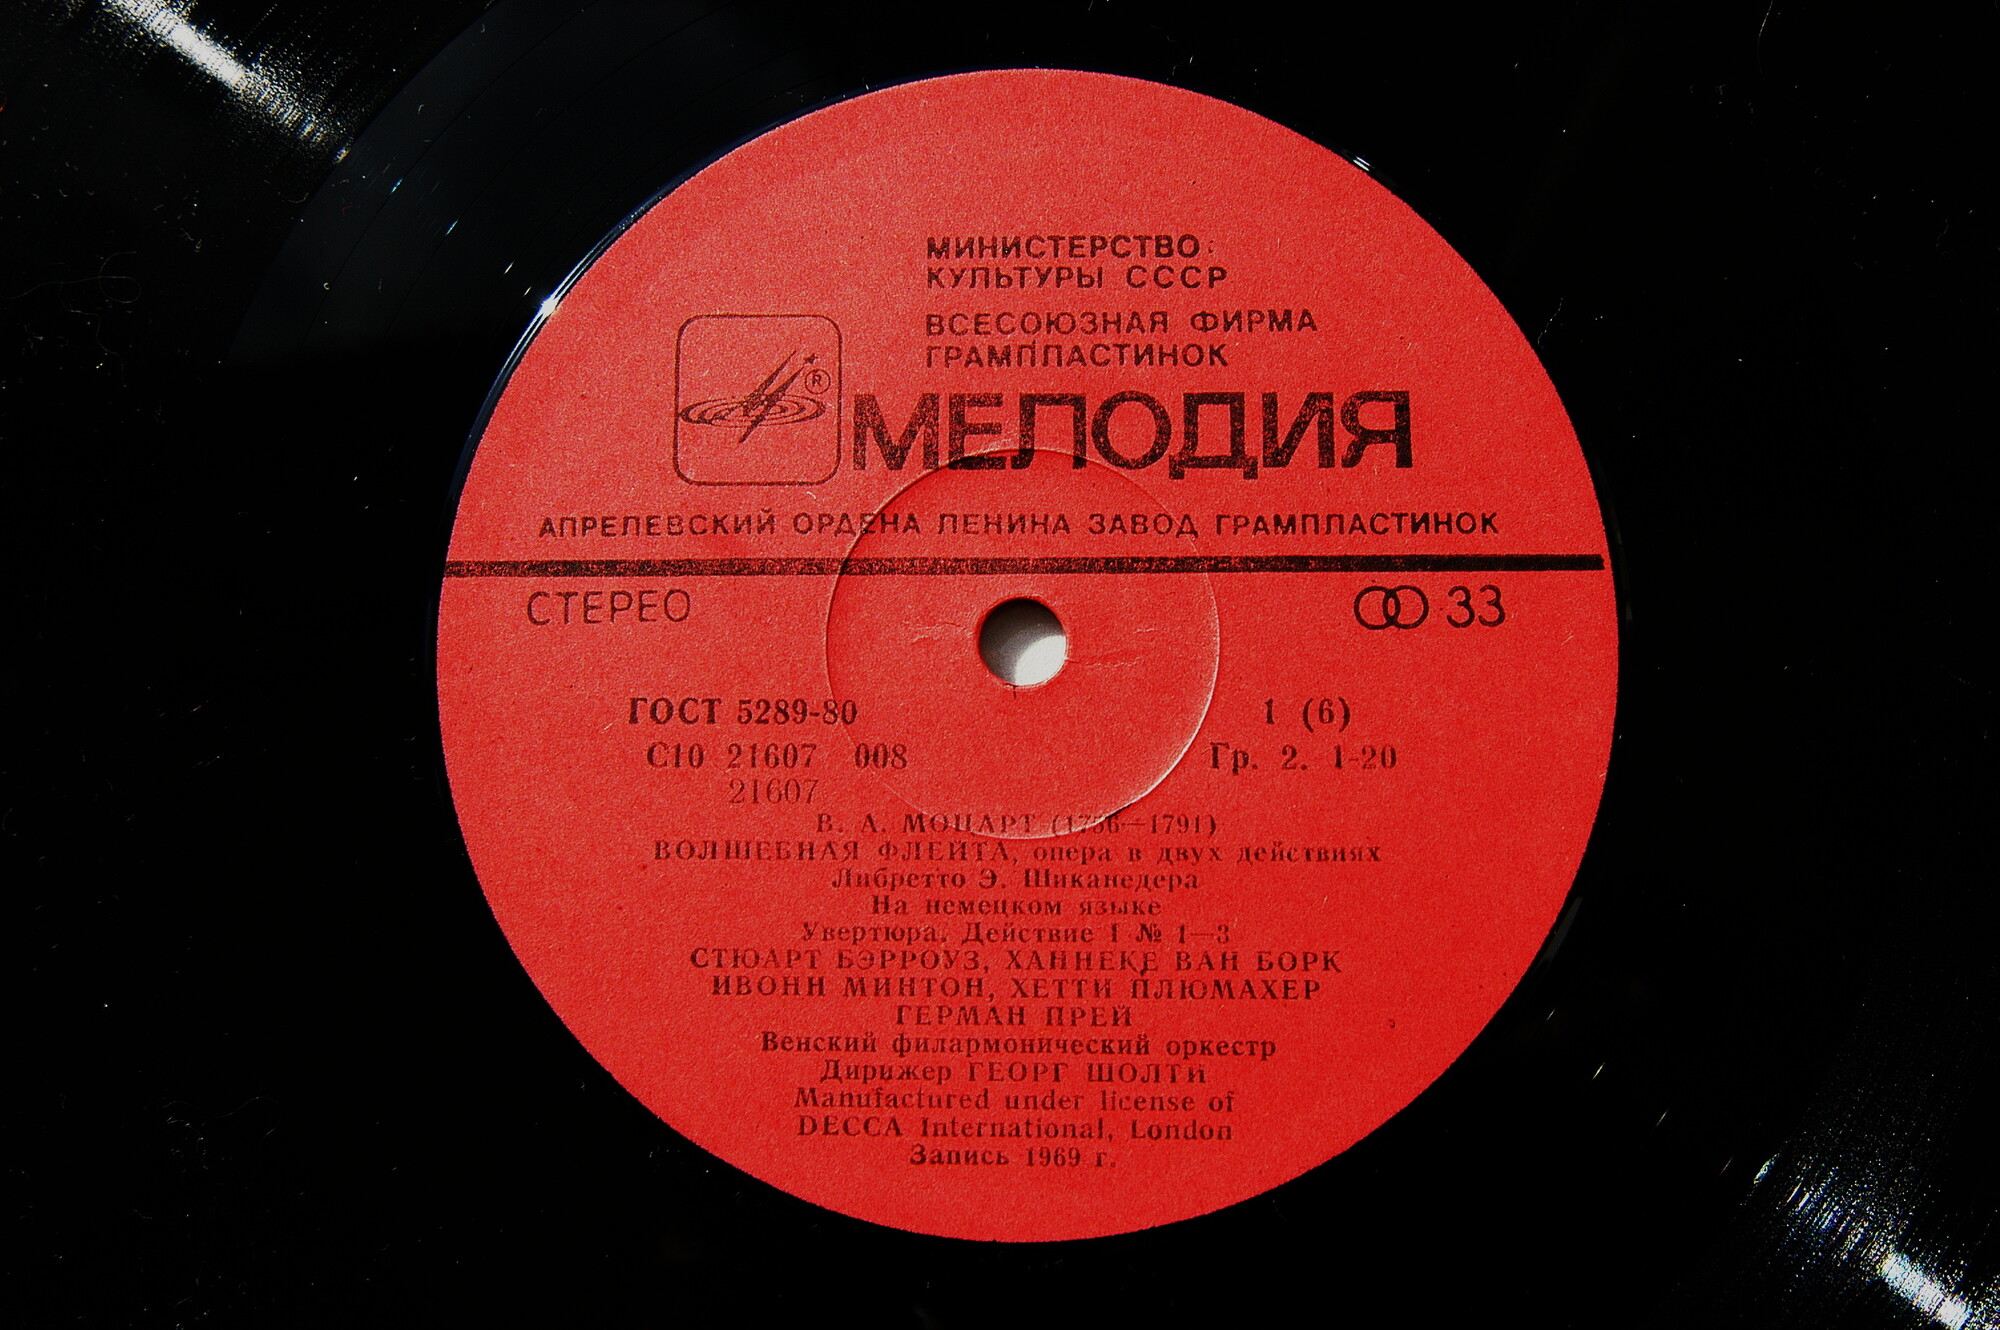 МИНИСТЕРСТВО
КУЛЬТУРЫ СССР
ВСЕСОЮЗНАЯ ФИРМА
ГРАМПЛАСТИНОК
®
МЕЛОДИЯ
АПРЕЛЕВСКИЙ ОРДЕНА ЛЕНИНА ЗАВОД ГРАМПЛАСТИНОК
СТЕРЕО 33
ГОСТ 5289-80 1 (6)
С10 21607 008 Гр. 2. 1-20
21607
В. А. МОЦАРТ (1756—1791)
ВОЛШЕБНАЯ ФЛЕЙТА, опера в двух действиях
Либретто Э. Шиканедера
На немецком языке
Увертюра. Действие I № 1—3
СТЮАРТ БЭРРОУЗ, ХАННЕКЕ ВАН БОРК
ИВОНН МИНТОН, ХЕТТИ ПЛЮМАХЕР
ГЕРМАН ПРЕЙ
Венский филармонический оркестр
Дирижер ГЕОРГ ШОЛТИ
Manufactured under license of
DECCA International, London
Запись 1969 г.